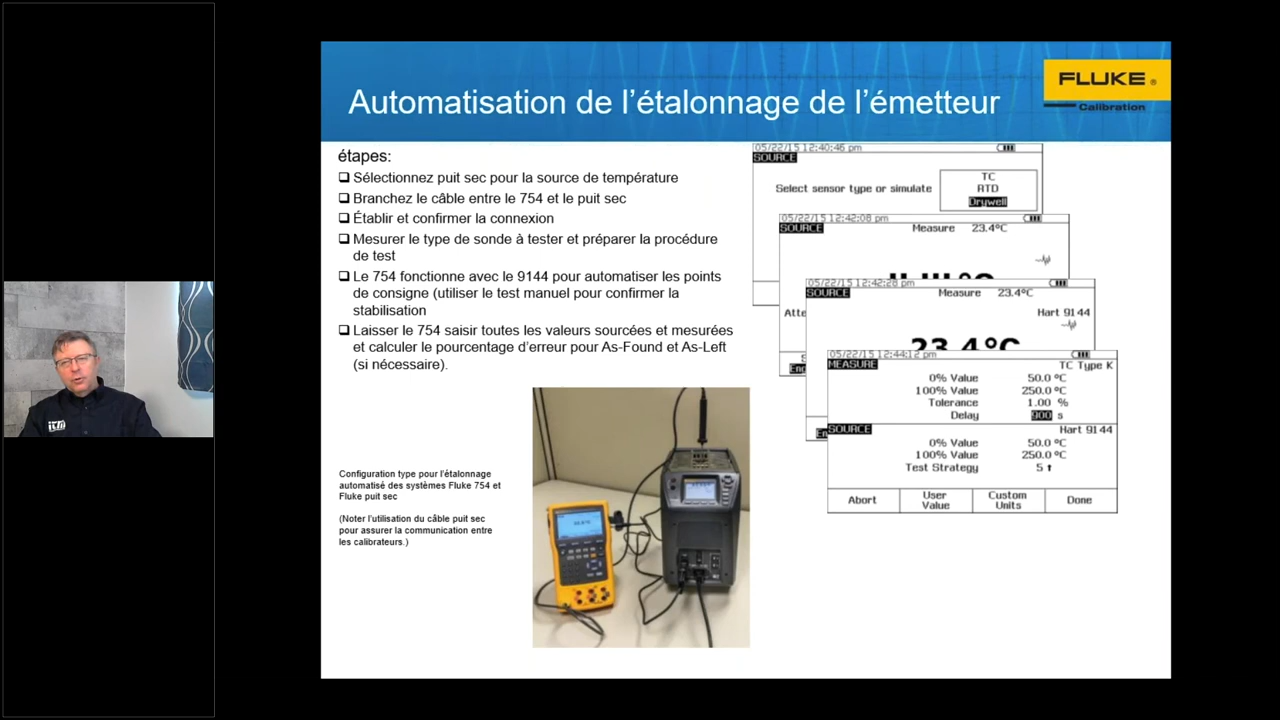 FLUKE®
Calibration
Automatisation de l’étalonnage de l’émetteur
étapes:
❑ Sélectionnez puit sec pour la source de température
❑ Branchez le câble entre le 754 et le puit sec
❑ Établir et confirmer la connexion
❑ Mesurer le type de sonde à tester et préparer la procédure
de test
❑ Le 754 fonctionne avec le 9144 pour automatiser les points
de consigne (utiliser le test manuel pour confirmer la
stabilisation
❑ Laisser le 754 saisir toutes les valeurs sourcées et mesurées
et calculer le pourcentage d’erreur pour As-Found et As-Left
(si nécessaire).
Configuration type pour l’étalonnage
automatisé des systèmes Fluke 754 et
Fluke puit sec
(Noter l’utilisation du câble puit sec
pour assurer la communication entre
les calibrateurs.)
itm
05/22/15 12:40:46 pm
SOURCE
Select sensor type or simulate
TC
RTD
Drywell
05/22/15 12:42:08 pm
SOURCE
Measure 23.4°C
Atte
05/22/15 12:42:28 pm
SOURCE
Measure 23.4°C
Hart 9144
23.4°C
05/22/15 12:44:12 pm
MEASURE
TC Type K
0% Value 50.0 °C
100% Value 250.0 °C
Tolerance 1.00 %
Delay 900 s
SOURCE
Hart 9144
0% Value 50.0 °C
100% Value 250.0 °C
Test Strategy 5 ↑
Abort
User
Value
Custom
Units
Done